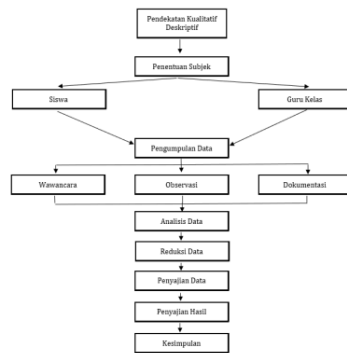 Pendekatan Kualitatif
Deskriptif
Penentuan Subjek
Siswa
Guru Kelas
Pengumpulan Data
Wawancara
Observasi
Dokumentasi
Analisis Data
Reduksi Data
Penyajian Data
Penyajian Hasil
Kesimpulan